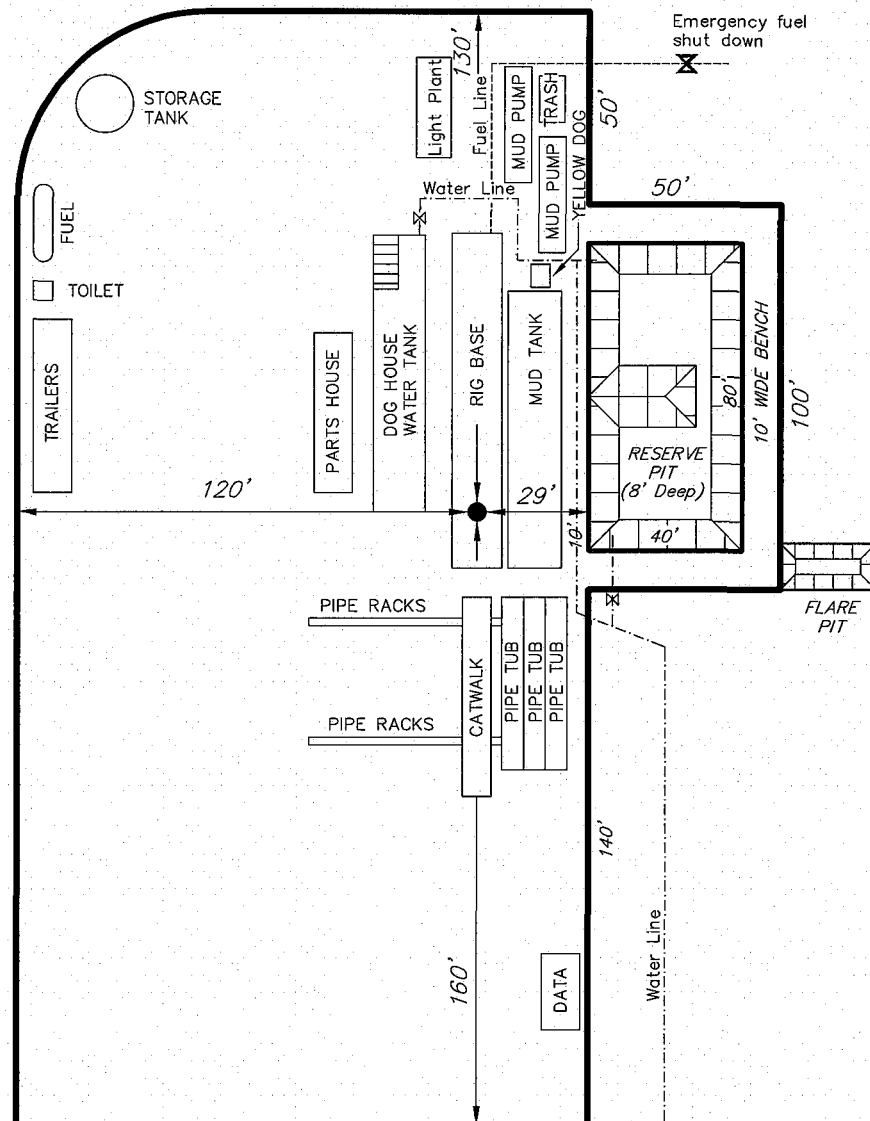 Emergency fuel
shut down
130'
Light Plant
Fuel Line
MUD PUMP
TRASH
50'
STORAGE
TANK
MUD PUMP
YELLOW DOG
Water Line
50'
FUEL
TOILET
TRAILERS
PARTS HOUSE
DOG HOUSE
WATER TANK
RIG BASE
MUD TANK
80'
10' WIDE BENCH
100'
RESERVE
PIT
(8' Deep)
120'
29'
10'
40'
FLARE
PIT
PIPE RACKS
CATWALK
PIPE TUB
PIPE TUB
PIPE TUB
PIPE RACKS
140'
160'
DATA
Water Line